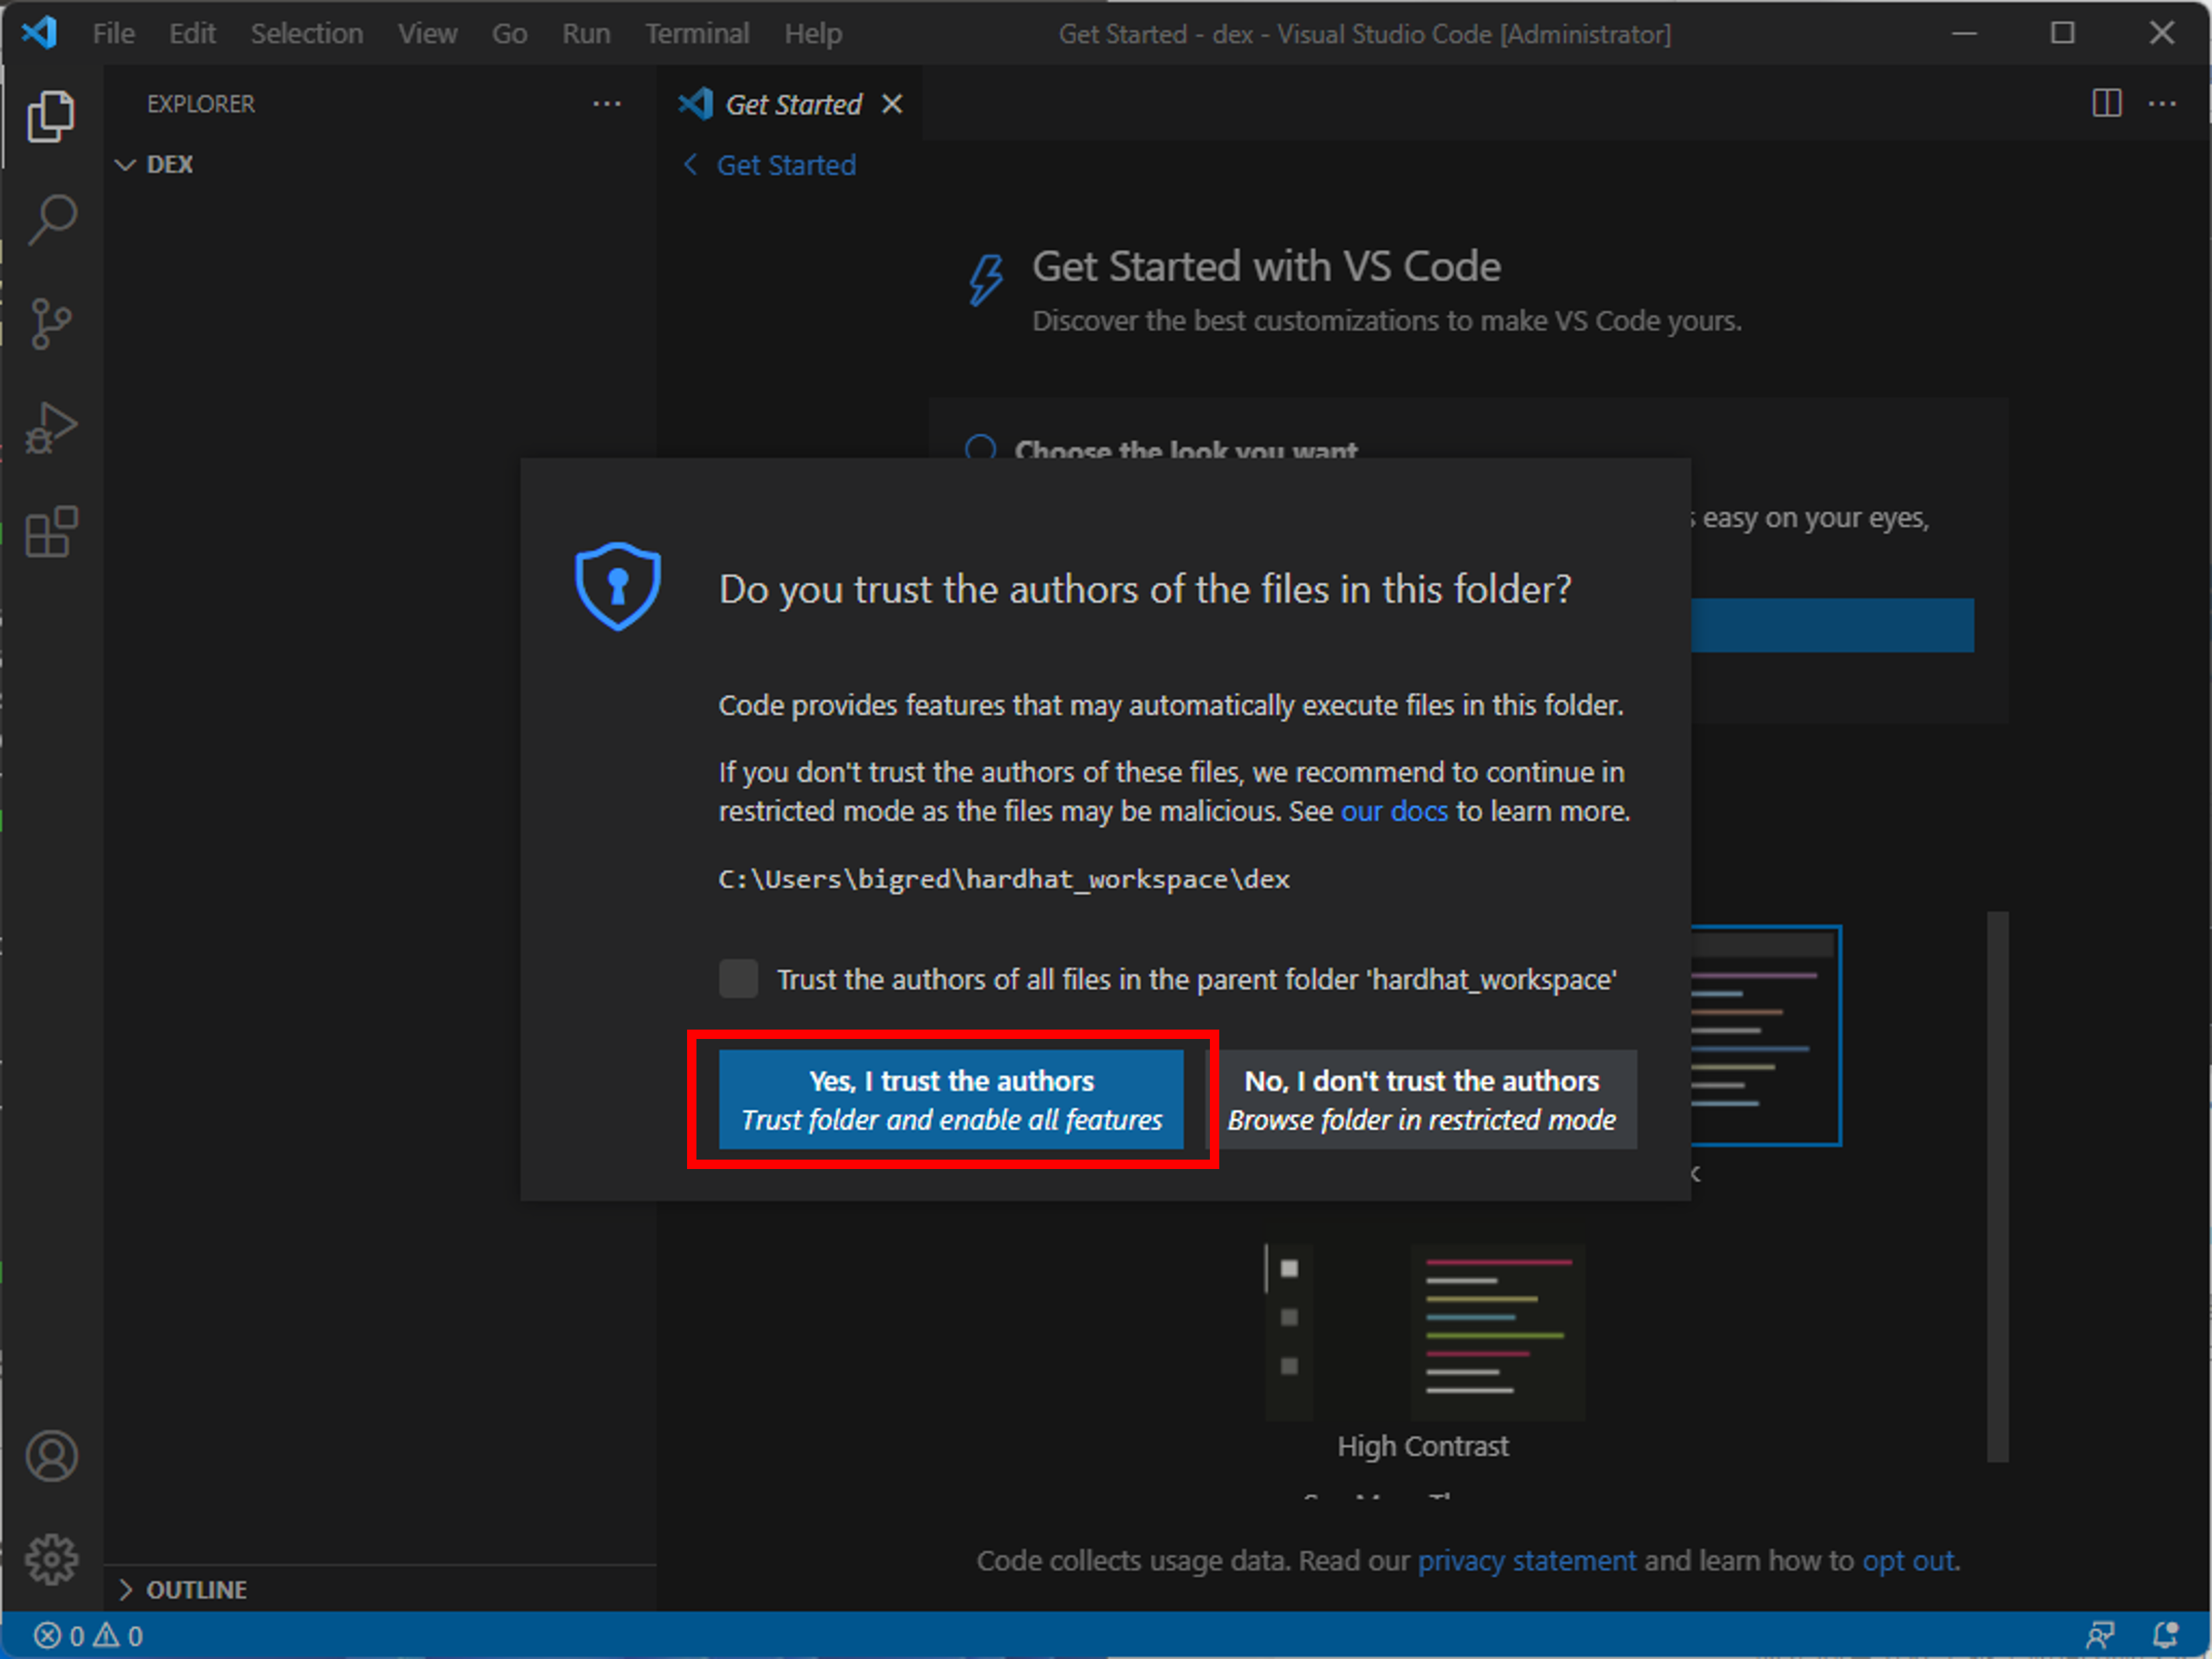 File Edit Selection View Go Run Terminal Help
Get Started - dex - Visual Studio Code [Administrator]
EXPLORER
Get Started
DEX
Get Started
Get Started with VS Code
Discover the best customizations to make VS Code yours.
Choose the look you want
easy on your eyes,
Do you trust the authors of the files in this folder?
Code provides features that may automatically execute files in this folder.
If you don't trust the authors of these files, we recommend to continue in
restricted mode as the files may be malicious. See our docs to learn more.
C:\Users\bigred\hardhat_workspace\dex
Trust the authors of all files in the parent folder 'hardhat_workspace'
Yes, I trust the authors
Trust folder and enable all features
No, I don't trust the authors
Browse folder in restricted mode
High Contrast
Code collects usage data. Read our privacy statement and learn how to opt out.
OUTLINE
0 0